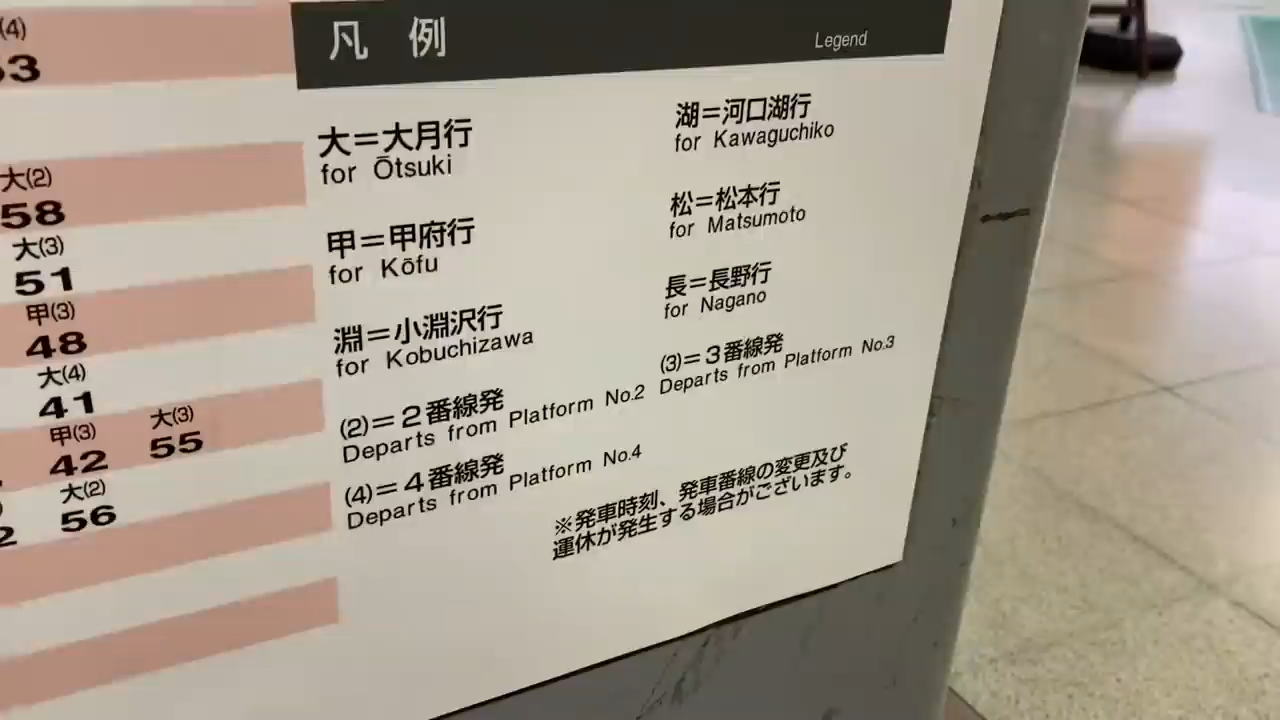 (4)
大(2)
58
大(3)
51
甲(3)
48
大(4)
41
甲(3) 大(3)
42 55
大(2)
56
凡 例 Legend
大=大月行
for Ōtsuki
甲=甲府行
for Kōfu
淵=小淵沢行
for Kobuchizawa
(2)=2番線発
Departs from Platform No.2
(4)=4番線発
Departs from Platform No.4
湖=河口湖行
for Kawaguchiko
松=松本行
for Matsumoto
長=長野行
for Nagano
(3)=3番線発
Departs from Platform No.3
※発車時刻、発車番線の変更及び
運休が発生する場合がございます。